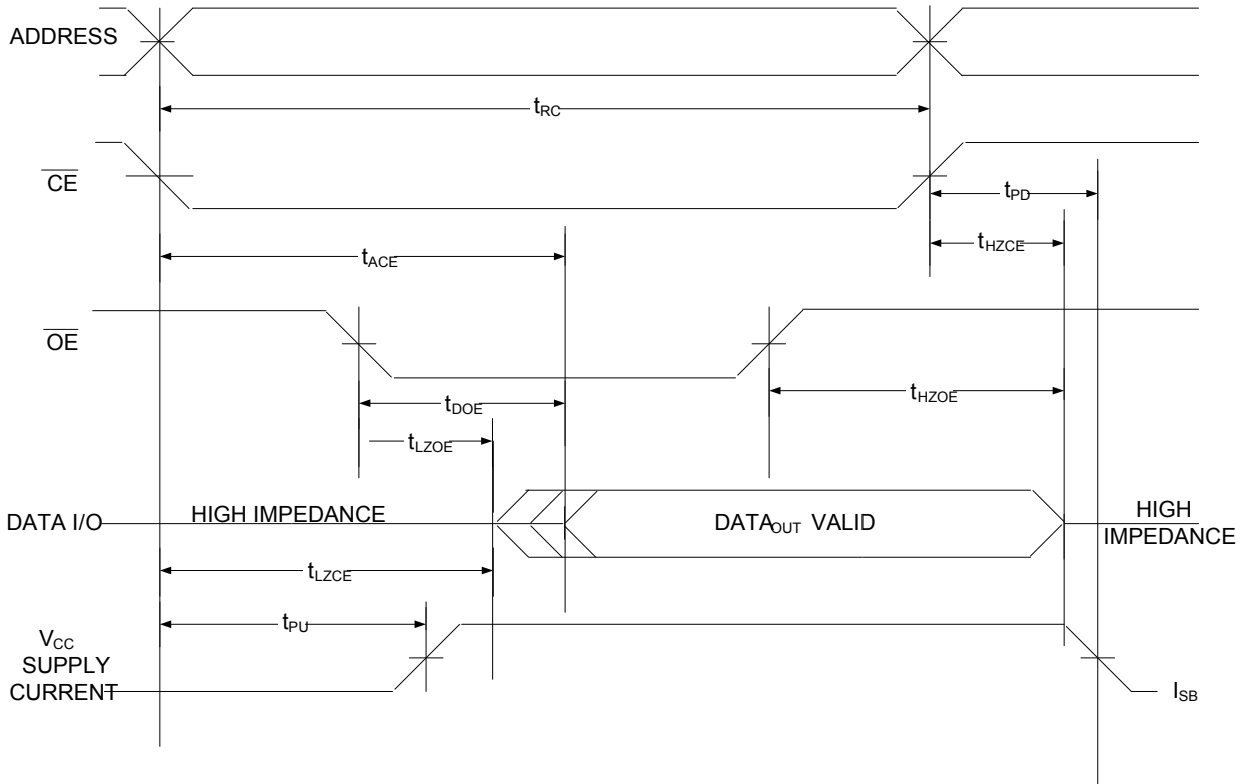 ADDRESS
tRC
CE
tPD
tHZCE
tACE
OE
tHZOE
tDOE
tLZOE
DATA I/O
HIGH IMPEDANCE
DATAOUT VALID
HIGH
IMPEDANCE
tLZCE
tPU
VCC
SUPPLY
CURRENT
ISB